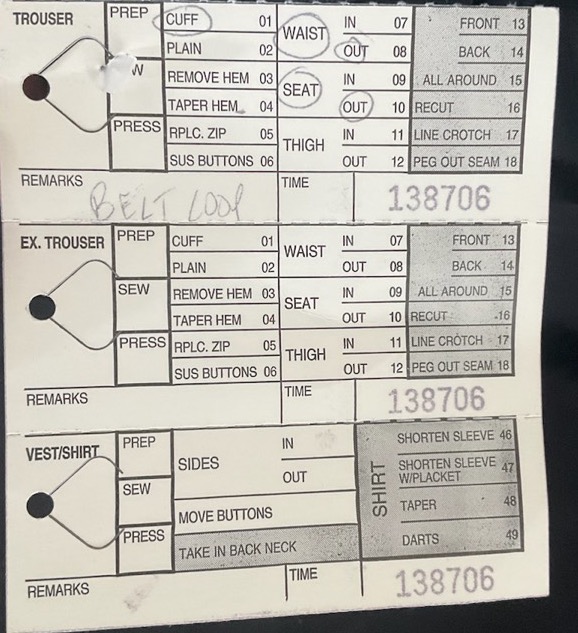 TROUSER PREP CUFF 01 WAIST IN 07 FRONT 13
PLAIN 02 OUT 08 BACK 14
W REMOVE HEM 03 SEAT IN 09 ALL AROUND 15
TAPER HEM 04 OUT 10 RECUT 16
PRESS RPLC. ZIP 05 THIGH IN 11 LINE CROTCH 17
SUS BUTTONS 06 OUT 12 PEG OUT SEAM 18
REMARKS BELT LOOP TIME 138706
EX. TROUSER PREP CUFF 01 WAIST IN 07 FRONT 13
PLAIN 02 OUT 08 BACK 14
SEW REMOVE HEM 03 SEAT IN 09 ALL AROUND 15
TAPER HEM 04 OUT 10 RECUT 16
PRESS RPLC. ZIP 05 THIGH IN 11 LINE CROTCH 17
SUS BUTTONS 06 OUT 12 PEG OUT SEAM 18
REMARKS TIME 138706
VEST/SHIRT PREP SIDES IN SHIRT SHORTEN SLEEVE 46
SEW OUT SHORTEN SLEEVE W/PLACKET 47
MOVE BUTTONS TAPER 48
PRESS TAKE IN BACK NECK DARTS 49
REMARKS TIME 138706